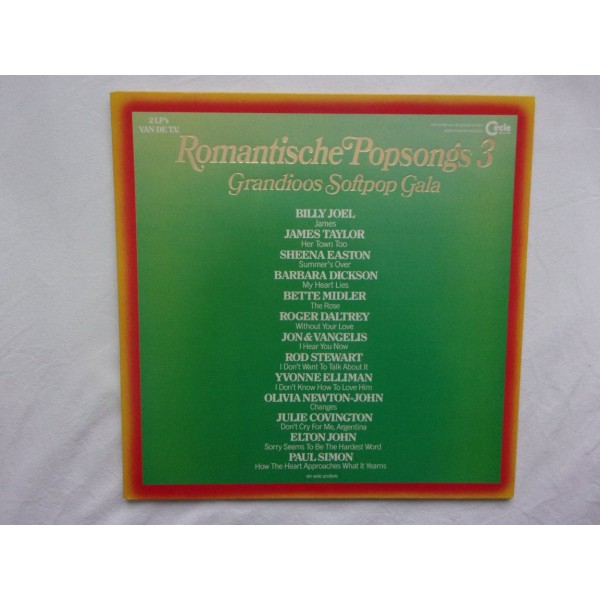 2 LP's
VAN DE T.V.
Circle
Romantische Popsongs 3
Grandioos Softpop Gala
BILLY JOEL
James
JAMES TAYLOR
Her Town Too
SHEENA EASTON
Summer's Over
BARBARA DICKSON
My Heart Lies
BETTE MIDLER
The Rose
ROGER DALTREY
Without Your Love
JON & VANGELIS
I Hear You Now
ROD STEWART
I Don't Want To Talk About It
YVONNE ELLIMAN
I Don't Know How To Love Him
OLIVIA NEWTON-JOHN
Changes
JULIE COVINGTON
Don't Cry For Me, Argentina
ELTON JOHN
Sorry Seems To Be The Hardest Word
PAUL SIMON
How The Heart Approaches What It Yearns
en vele andere